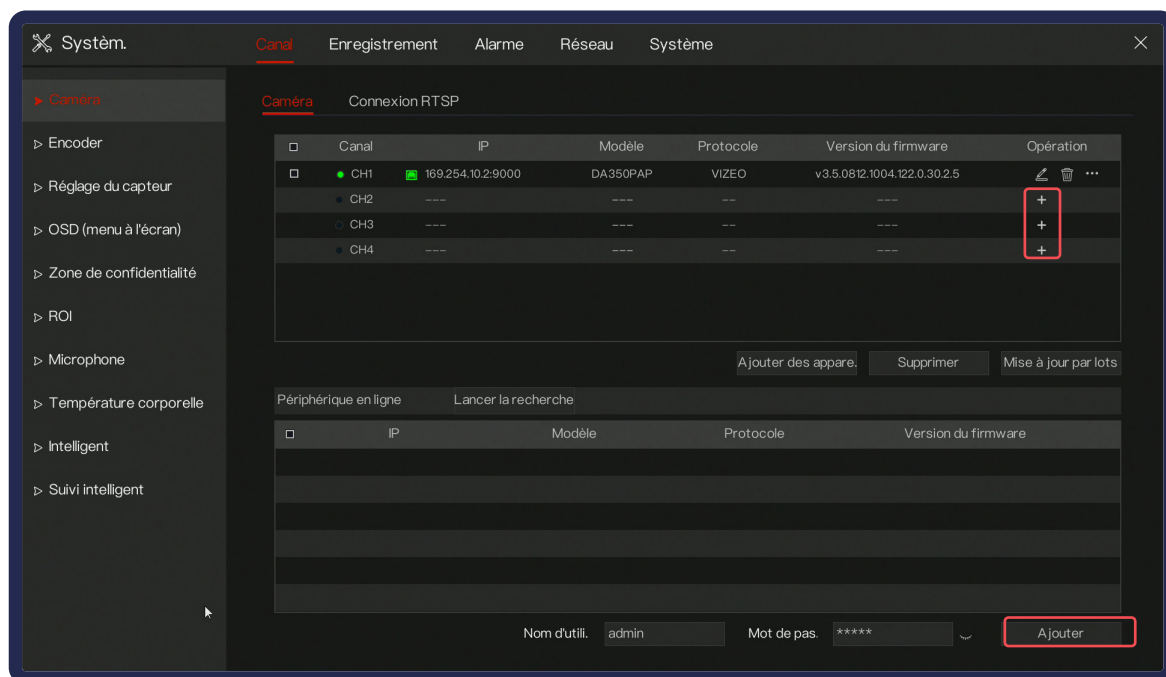 Systèm.
Canal Enregistrement Alarme Réseau Système
Caméra
Encoder
Réglage du capteur
OSD (menu à l'écran)
Zone de confidentialité
ROI
Microphone
Température corporelle
Intelligent
Suivi intelligent
Caméra Connexion RTSP
Canal IP Modèle Protocole Version du firmware Opération
CH1 169.254.10.2:9000 DA350PAP VIZEO v3.5.0812.1004.122.0.30.2.5 ...
CH2 --- --- -- --- +
CH3 --- --- -- --- +
CH4 --- --- -- --- +
Ajouter des appare. Supprimer Mise à jour par lots
Périphérique en ligne Lancer la recherche
IP Modèle Protocole Version du firmware
Nom d'utili. admin Mot de pas. ***** Ajouter